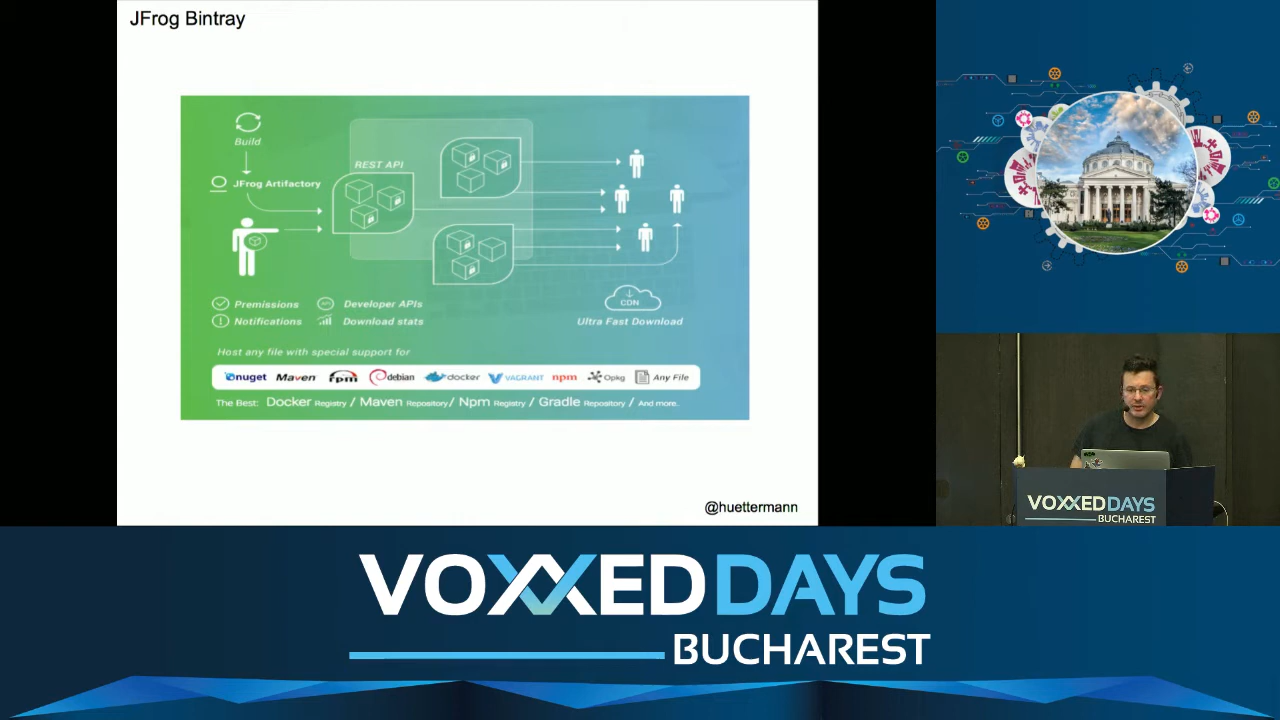 JFrog Bintray
Build
REST API
JFrog Artifactory
Premissions
Developer APIs
Notifications
Download stats
CDN
Ultra Fast Download
Host any file with special support for
nuget Maven rpm debian docker VAGRANT npm Opkg Any File
The Best: Docker Registry / Maven Repository / Npm Registry / Gradle Repository / And more.
@huettermann
VOXXED DAYS
BUCHAREST
VOXXED DAYS
BUCHAREST